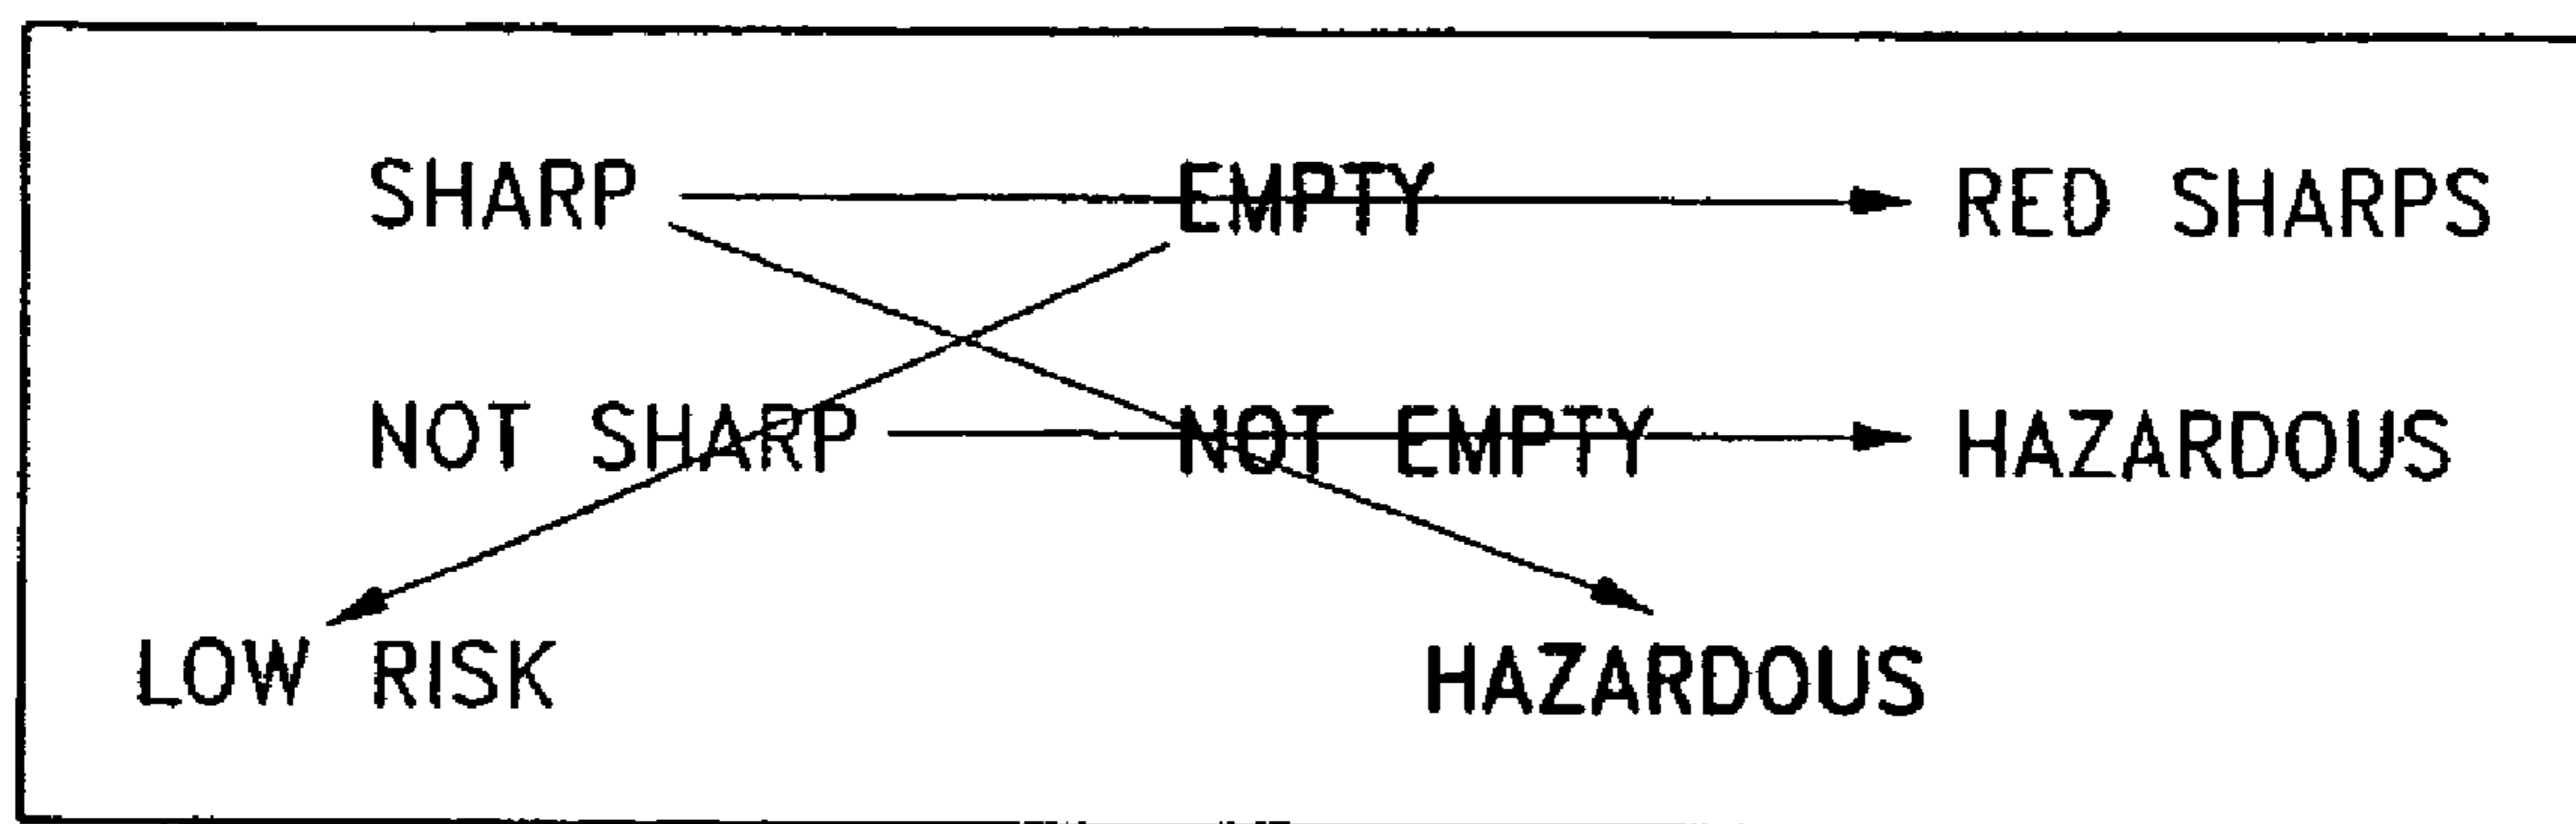 SHARP EMPTY RED SHARPS
NOT SHARP NOT EMPTY HAZARDOUS
LOW RISK HAZARDOUS